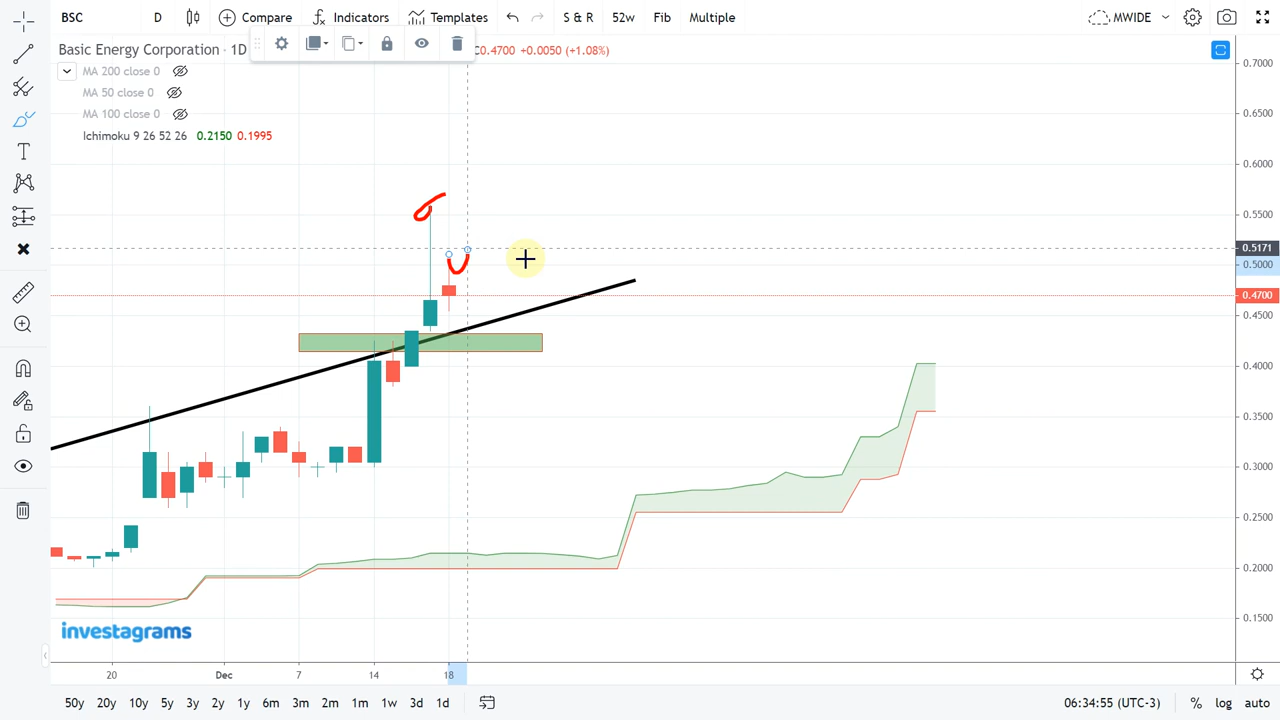 BSC D Compare Indicators Templates S & R 52w Fib Multiple MWIDE
Basic Energy Corporation · 1D C0.4700 +0.0050 (+1.08%)
MA 200 close 0
MA 50 close 0
MA 100 close 0
Ichimoku 9 26 52 26 0.2150 0.1995
0.7000
0.6500
0.6000
0.5500
0.5171
0.5000
0.4700
0.4500
0.4000
0.3500
0.3000
0.2500
0.2000
0.1500
investagrams
20 Dec 7 14 18
50y 20y 10y 5y 3y 2y 1y 6m 3m 2m 1m 1w 3d 1d 06:34:55 (UTC-3) % log auto